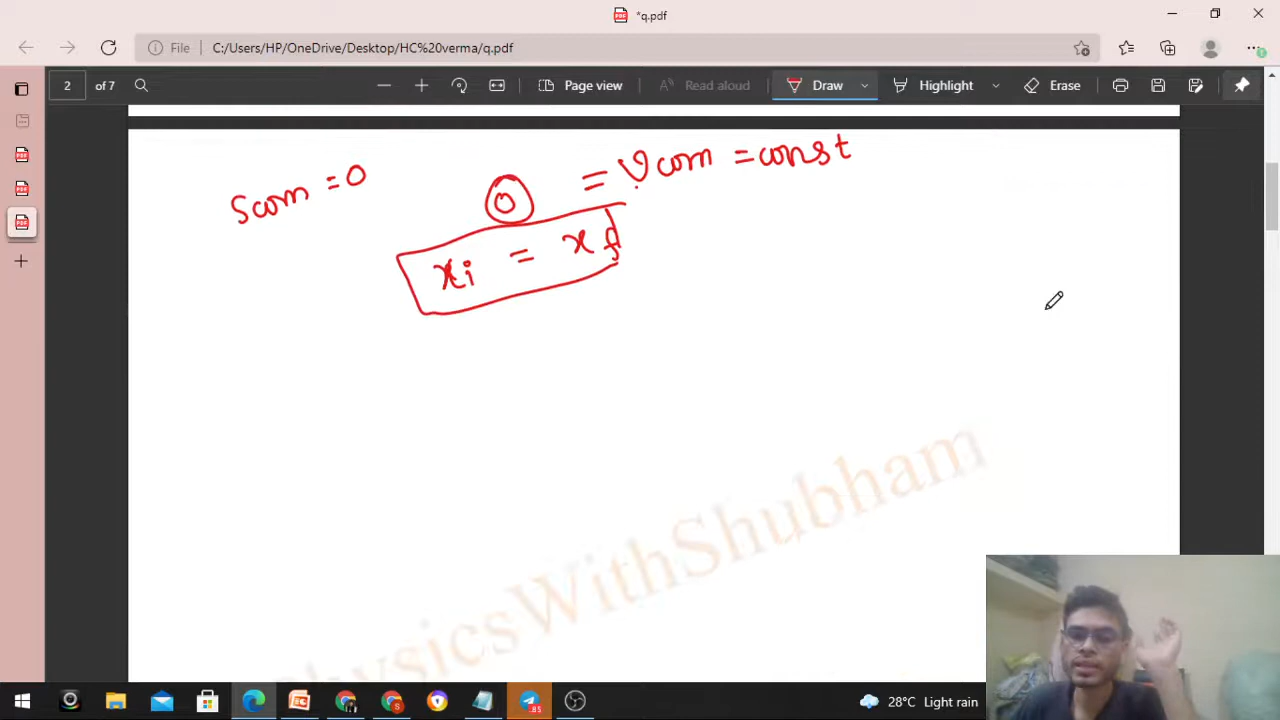 *q.pdf
File C:/Users/HP/OneDrive/Desktop/HC%20verma/q.pdf
2 of 7 Page view Read aloud Draw Highlight Erase
Scom = 0
0 = Vcom = const
xi = xf
PhysicsWithShubham
85
28°C Light rain